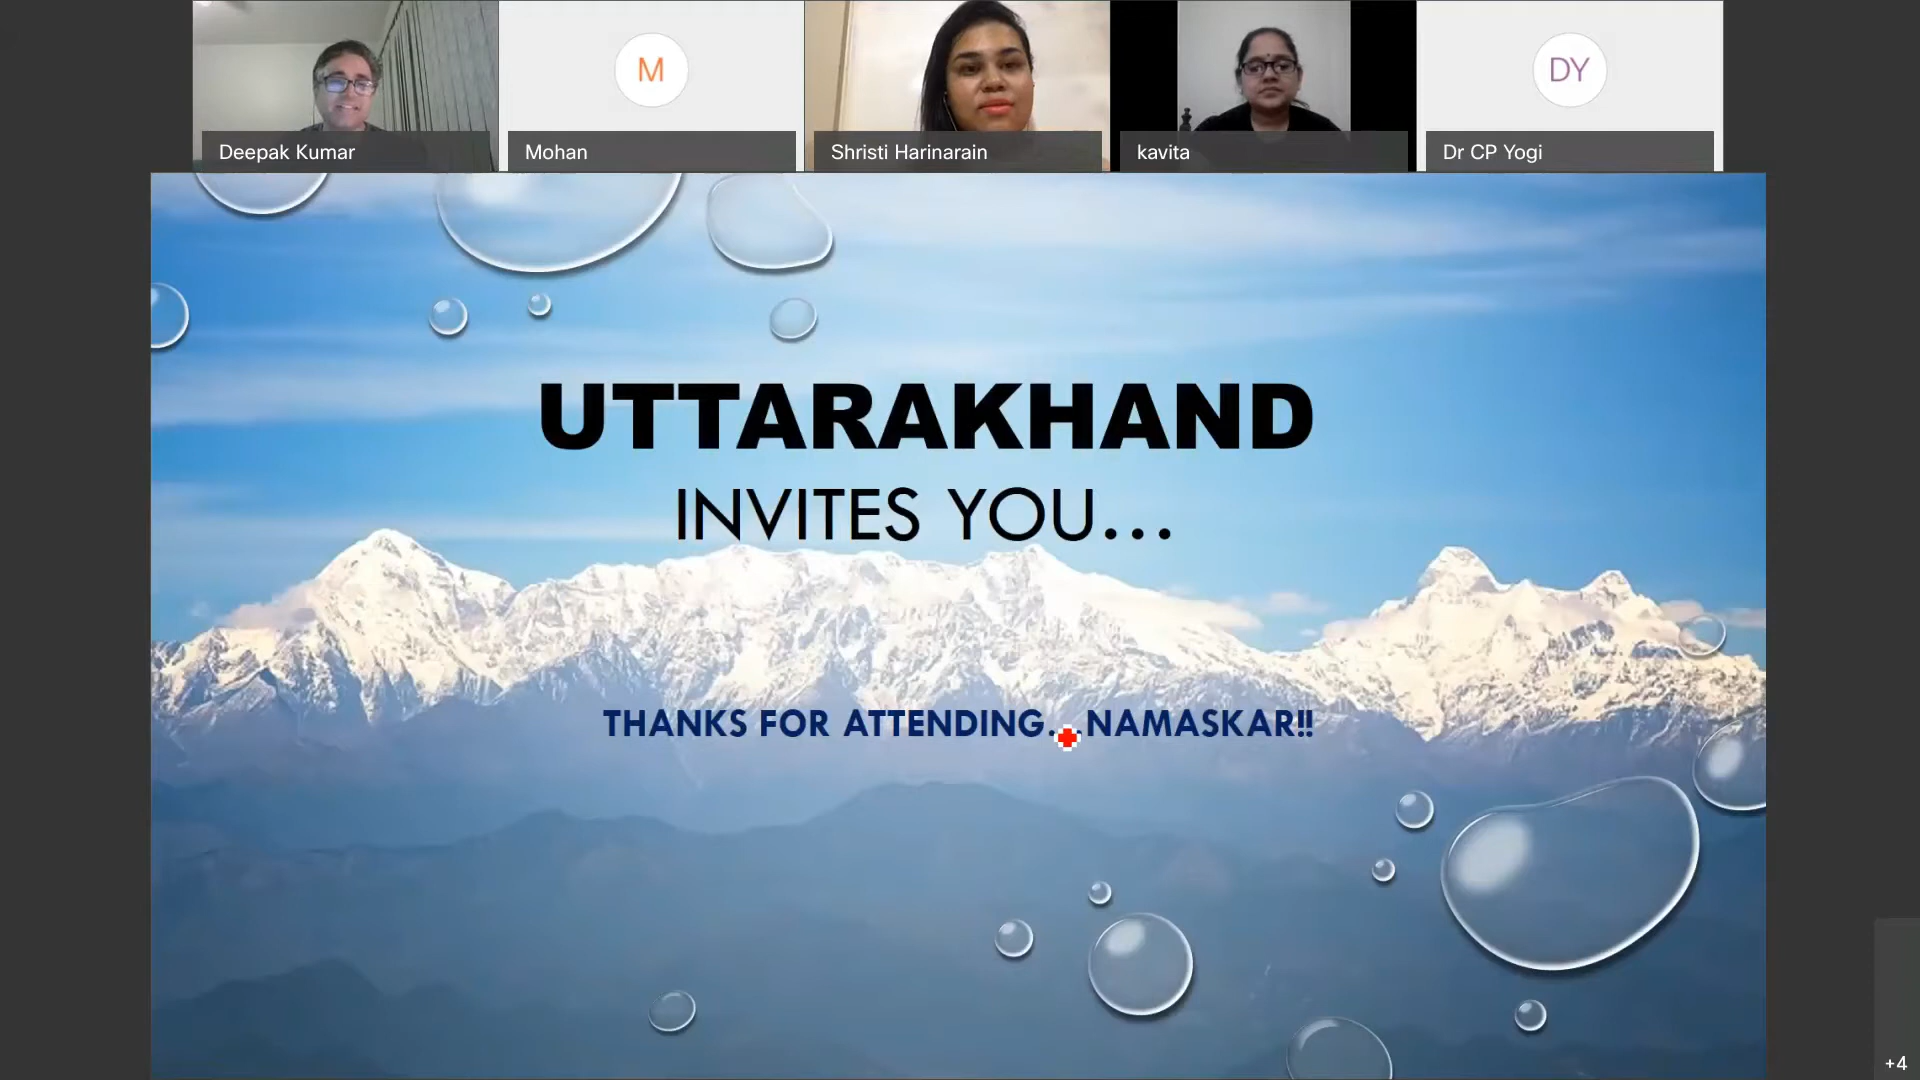 Deepak Kumar
M
Mohan
Shristi Harinarain
kavita
DY
Dr CP Yogi
UTTARAKHAND
INVITES YOU...
THANKS FOR ATTENDING...NAMASKAR!!
+4